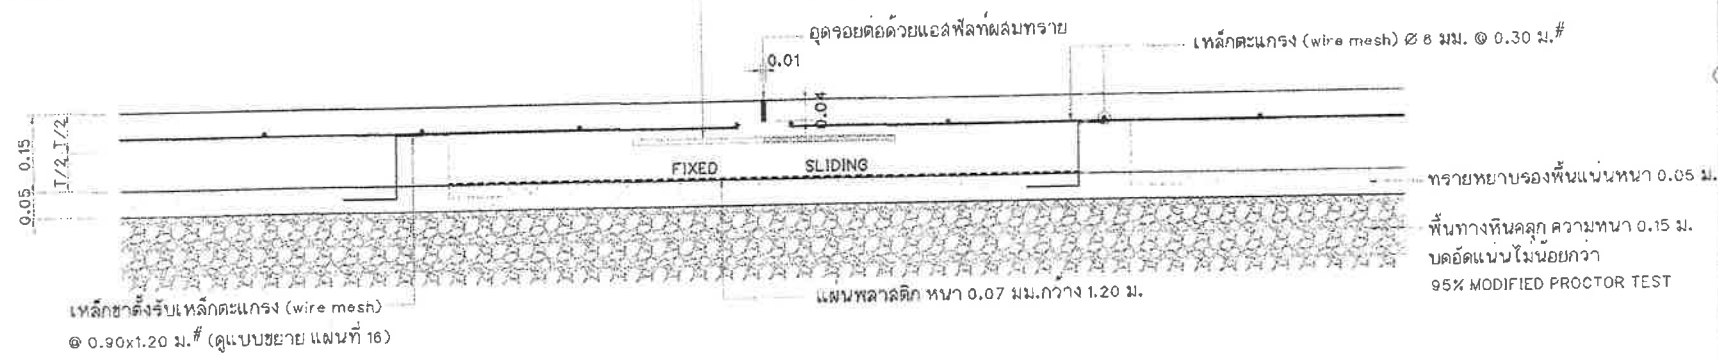 อุดรอยต่อด้วยแอสฟัลท์ผสมทราย
เหล็กตะแกรง (wire mesh) Ø 6 มม. @ 0.30 ม.#
0.01
0.04
T/2 T/2
0.05 0.15
FIXED SLIDING
ทรายหยาบรองพื้นแน่นหนา 0.05 ม.
พื้นทางหินคลุก ความหนา 0.15 ม.
บดอัดแน่นไม่น้อยกว่า
95% MODIFIED PROCTOR TEST
แผ่นพลาสติก หนา 0.07 มม.กว้าง 1.20 ม.
เหล็กขาตั้งรับเหล็กตะแกรง (wire mesh)
@ 0.90x1.20 ม.# (ดูแบบขยาย แผ่นที่ 16)